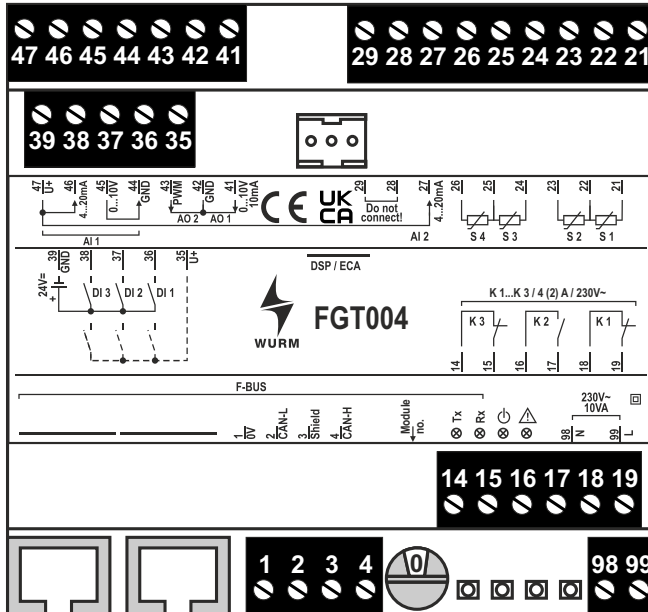 47 46 45 44 43 42 41
29 28 27 26 25 24 23 22 21
39 38 37 36 35
47 U+ 46 4...20mA 45 0...10V 44 GND 43 PWM 42 GND 41 0...10V 10mA
AO 2 AO 1
AI 1
CE UK CA
29 28
Do not connect!
27 4...20mA
AI 2
26 25 24 23 22 21
S 4 S 3 S 2 S 1
39 GND 38 37 36 35 U+
24V= +
DI 3 DI 2 DI 1
DSP / ECA
WURM
FGT004
K 1...K 3 / 4 (2) A / 230V~
K 3 K 2 K 1
14 15 16 17 18 19
F-BUS
1 0V 2 CAN-L 3 Shield 4 CAN-H
Module no.
Tx Rx
230V~
10VA
98 N 99 L
14 15 16 17 18 19
1 2 3 4
0
98 99